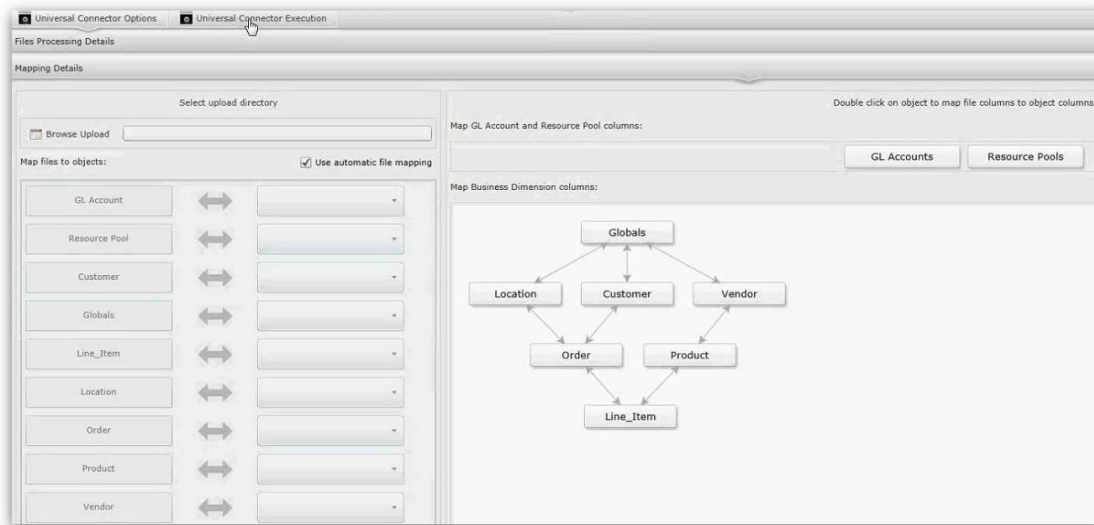 Universal Connector Options
Universal Connector Execution
Files Processing Details
Mapping Details
Select upload directory
Browse Upload
Map files to objects:
Use automatic file mapping
GL Account
Resource Pool
Customer
Globals
Line_Item
Location
Order
Product
Vendor
Double click on object to map file columns to object columns
Map GL Account and Resource Pool columns:
GL Accounts
Resource Pools
Map Business Dimension columns:
Globals
Location
Customer
Vendor
Order
Product
Line_Item